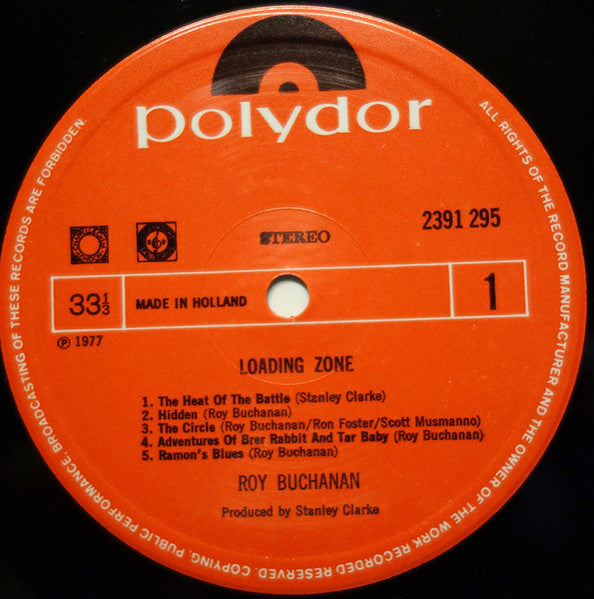 polydor
2391 295
STEREO
33⅓
MADE IN HOLLAND
1
℗ 1977
LOADING ZONE
1. The Heat Of The Battle (Stanley Clarke)
2. Hidden (Roy Buchanan)
3. The Circle (Roy Buchanan/Ron Foster/Scott Musmanno)
4. Adventures Of Brer Rabbit And Tar Baby (Roy Buchanan)
5. Ramon's Blues (Roy Buchanan)
ROY BUCHANAN
Produced by Stanley Clarke
ALL RIGHTS OF THE RECORD MANUFACTURER AND THE OWNER OF THE WORK RECORDED RESERVED. COPYING, PUBLIC PERFORMANCE, BROADCASTING OF THESE RECORDS ARE FORBIDDEN.